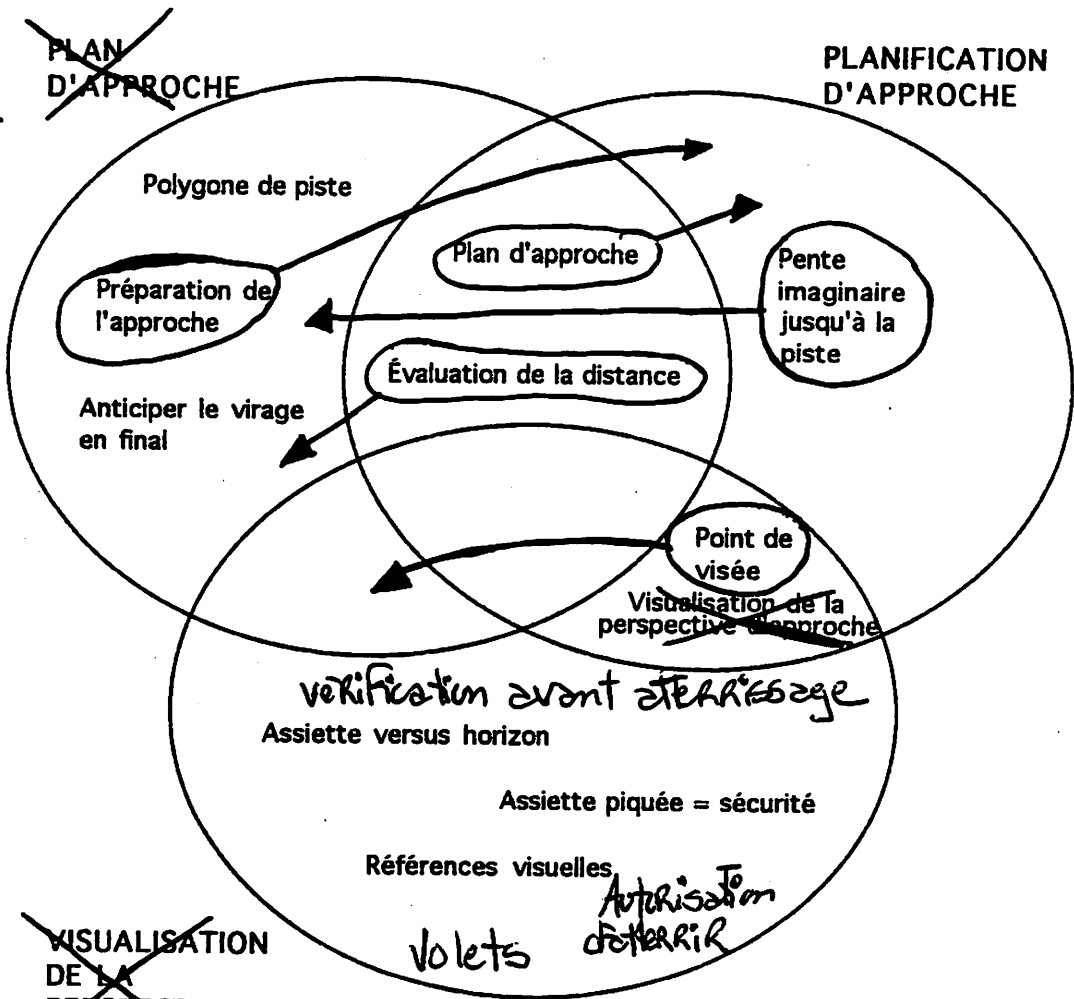 PLAN
D'APPROCHE
PLANIFICATION
D'APPROCHE
Polygone de piste
Plan d'approche
Pente
imaginaire
jusqu'à la
piste
Préparation de
l'approche
Évaluation de la distance
Anticiper le virage
en final
Point de
visée
Visualisation de la
perspective d'approche
verification avant aterrissage
Assiette versus horizon
Assiette piquée = sécurité
Références visuelles
Autorisation
d'atterrir
Volets
VISUALISATION
DE LA